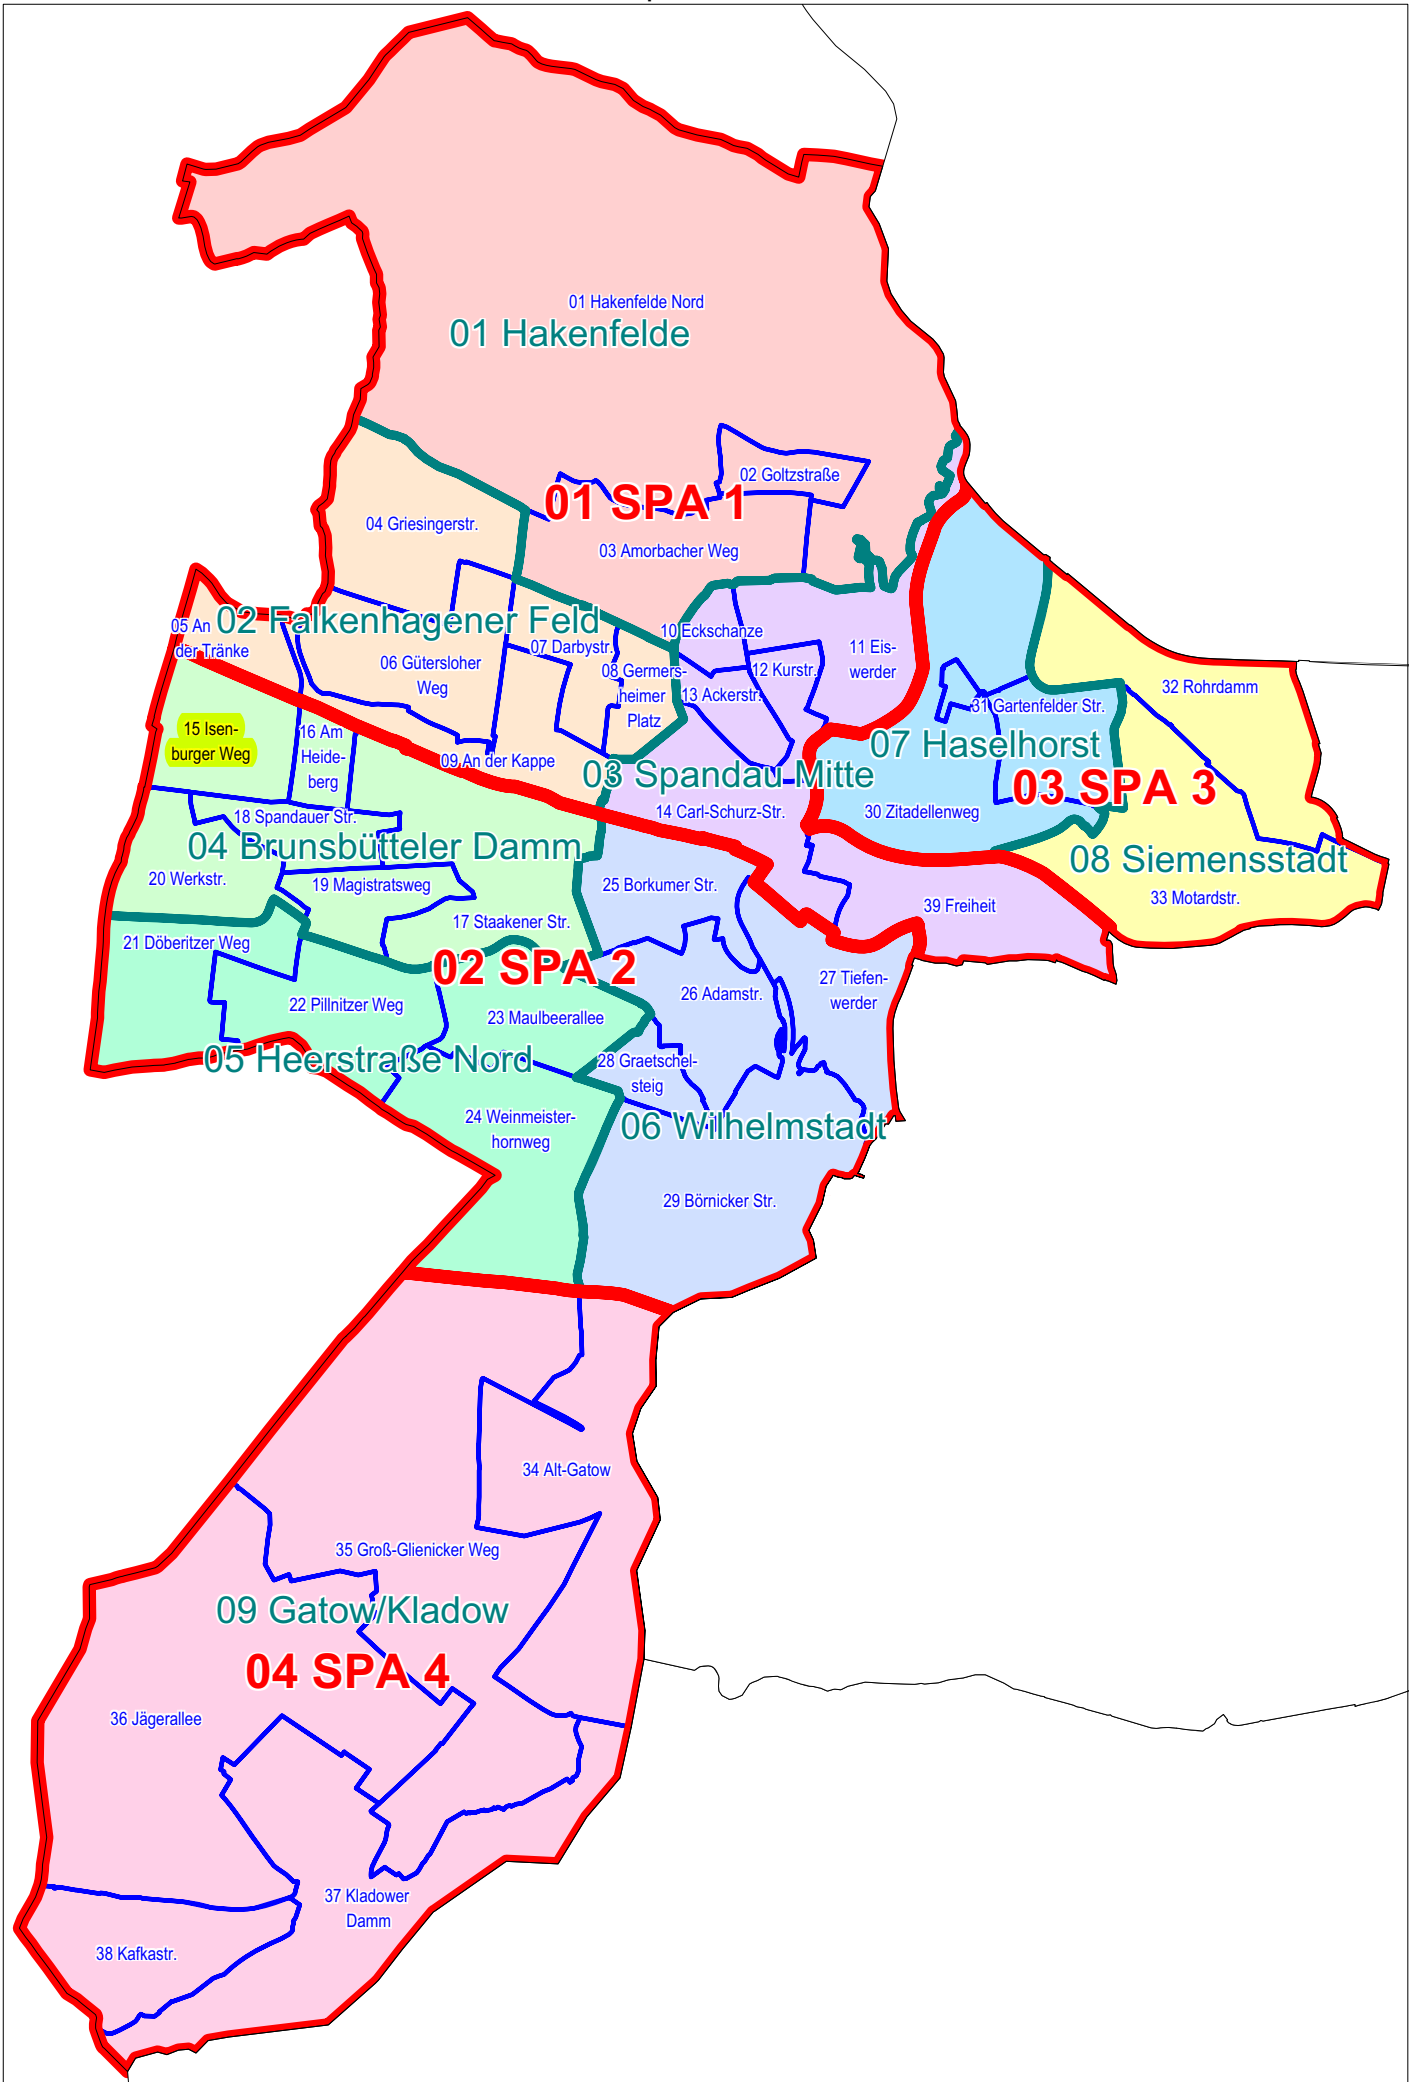 01 Hakenfelde Nord
01 Hakenfelde
02 Goltzstraße
01 SPA 1
04 Griesingerstr.
03 Amorbacher Weg
02 Falkenhagener Feld
05 An
der Tränke
10 Eckschanze
07 Darbystr.
11 Eis-
werder
06 Gütersloher
Weg
08 Germers-
heimer
Platz
12 Kurstr.
13 Ackerstr.
32 Rohrdamm
31 Gartenfelder Str.
15 Isen-
burger Weg
16 Am
Heide-
berg
07 Haselhorst
09 An der Kappe
03 Spandau Mitte
03 SPA 3
14 Carl-Schurz-Str.
30 Zitadellenweg
18 Spandauer Str.
04 Brunsbütteler Damm
08 Siemensstadt
20 Werkstr.
19 Magistratsweg
25 Borkumer Str.
33 Motardstr.
39 Freiheit
17 Staakener Str.
21 Döberitzer Weg
02 SPA 2
27 Tiefen-
werder
26 Adamstr.
22 Pillnitzer Weg
23 Maulbeerallee
05 Heerstraße Nord
28 Graetschel-
steig
24 Weinmeister-
hornweg
06 Wilhelmstadt
29 Börnicker Str.
34 Alt-Gatow
35 Groß-Glienicker Weg
09 Gatow/Kladow
04 SPA 4
36 Jägerallee
37 Kladower
Damm
38 Kafkastr.